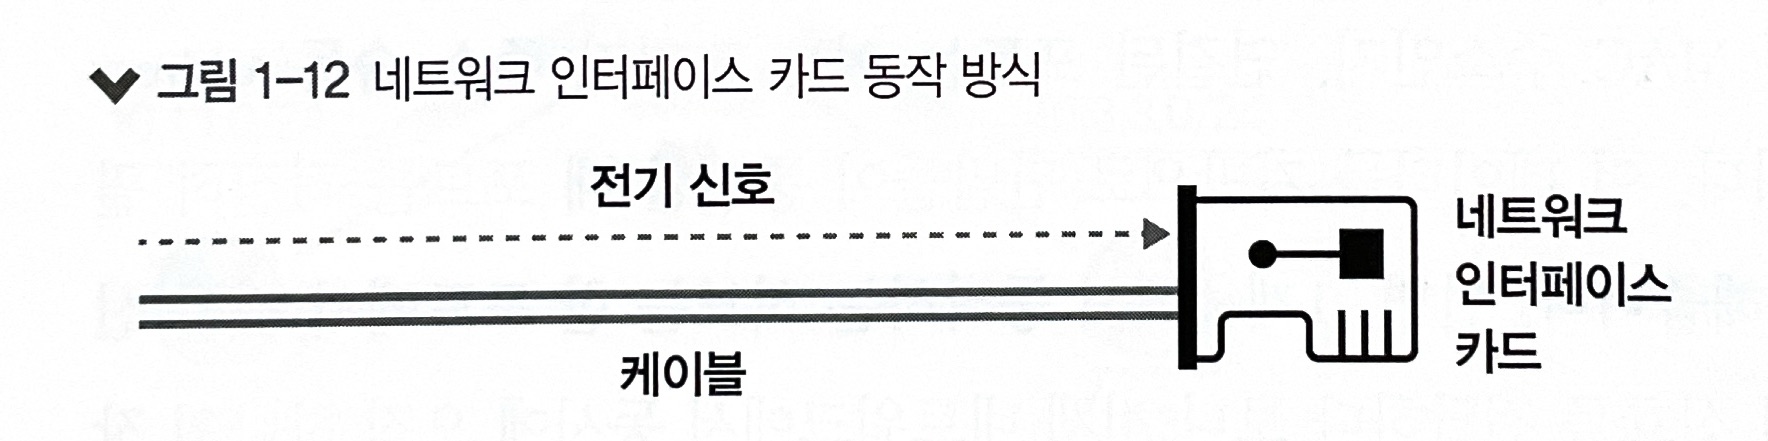 그림 1-12 네트워크 인터페이스 카드 동작 방식
전기 신호
네트워크
인터페이스
카드
케이블